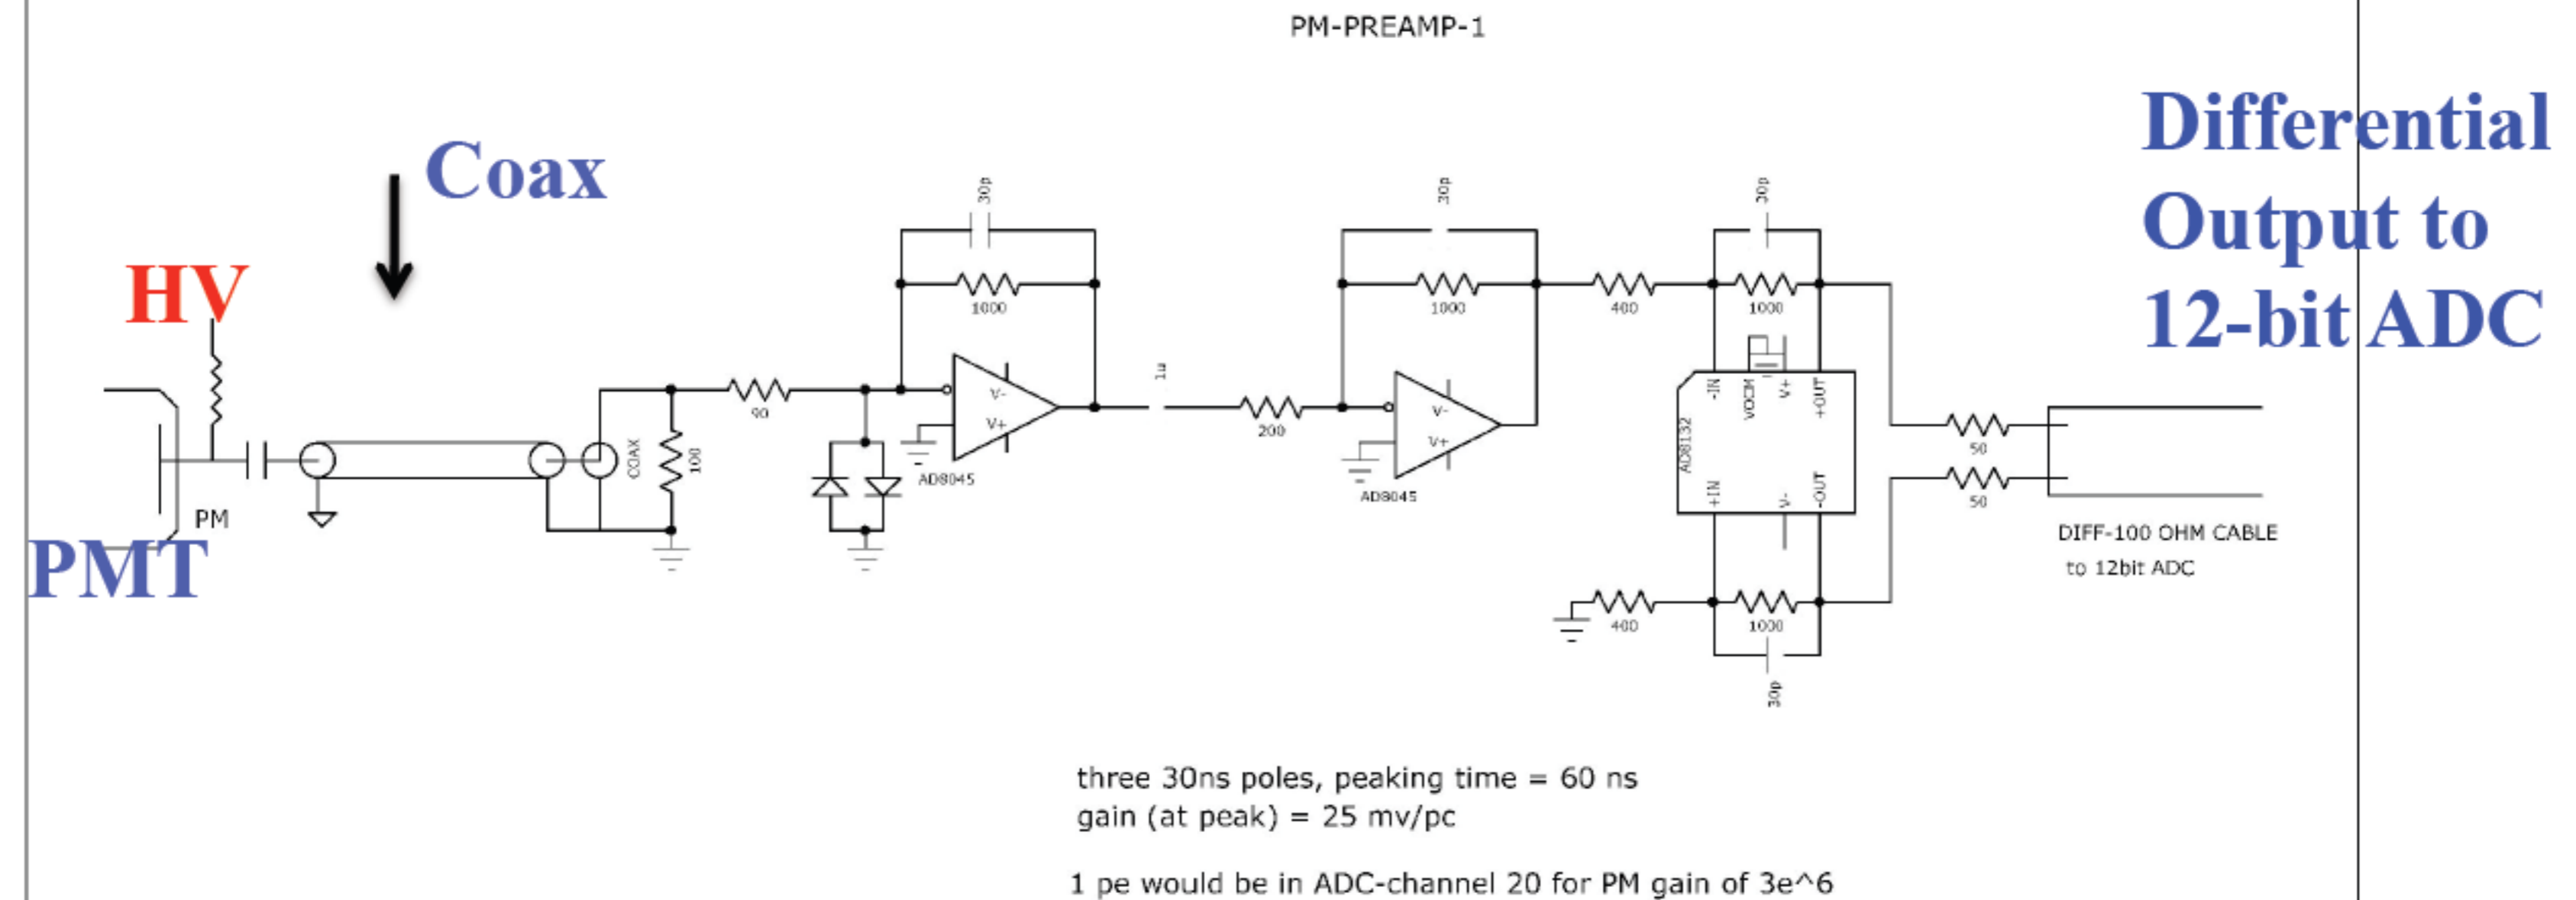 PM-PREAMP-1
Differential
Output to
12-bit ADC
Coax
HV
PMT
PM
COAX
100
90
30p
1000
V-
V+
AD8045
1u
200
30p
1000
V-
V+
AD8045
400
30p
1000
-IN
VOCM
V+
+OUT
AD8132
+IN
V-
-OUT
400
1000
30p
50
50
DIFF-100 OHM CABLE
to 12bit ADC
three 30ns poles, peaking time = 60 ns
gain (at peak) = 25 mv/pc
1 pe would be in ADC-channel 20 for PM gain of 3e^6